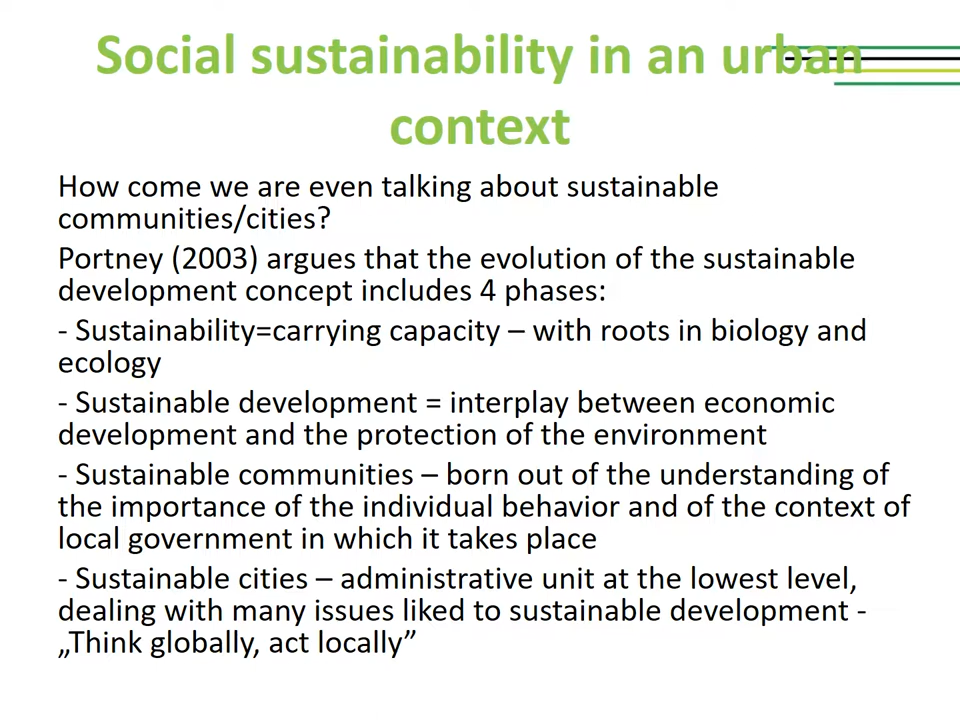 Social sustainability in an urban
context
How come we are even talking about sustainable
communities/cities?
Portney (2003) argues that the evolution of the sustainable
development concept includes 4 phases:
- Sustainability=carrying capacity – with roots in biology and
ecology
- Sustainable development = interplay between economic
development and the protection of the environment
- Sustainable communities – born out of the understanding of
the importance of the individual behavior and of the context of
local government in which it takes place
- Sustainable cities – administrative unit at the lowest level,
dealing with many issues liked to sustainable development -
„Think globally, act locally”